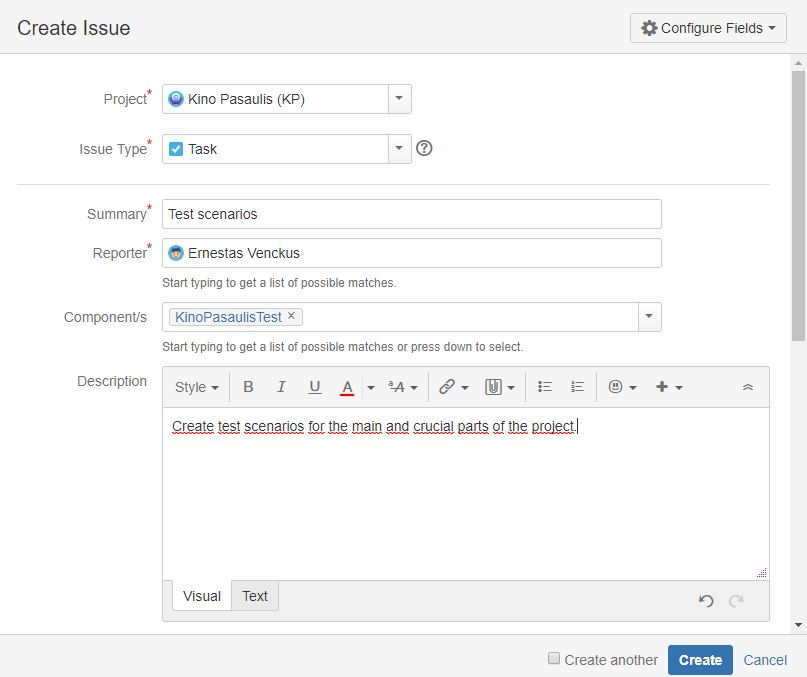 Create Issue
Configure Fields
Project*
Kino Pasaulis (KP)
Issue Type*
Task
Summary*
Test scenarios
Reporter*
Ernestas Venckus
Start typing to get a list of possible matches.
Component/s
KinoPasaulisTest ×
Start typing to get a list of possible matches or press down to select.
Description
Style B I U A ªA
Create test scenarios for the main and crucial parts of the project.
Visual Text
Create another Create Cancel